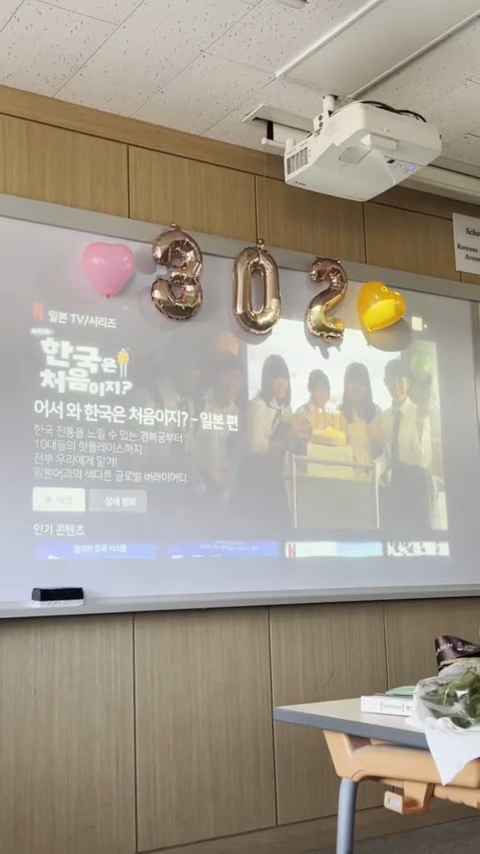 302
N 일본 TV/시리즈
한국은
처음이지?
어서 와 한국은 처음이지? - 일본 편
한국 전통을 느낄 수 있는 경복궁부터
10대들의 핫플레이스까지
전부 우리에게 맡겨!
일본어과의 색다른 글로벌 버라이어티.
상세 정보
인기 콘텐츠